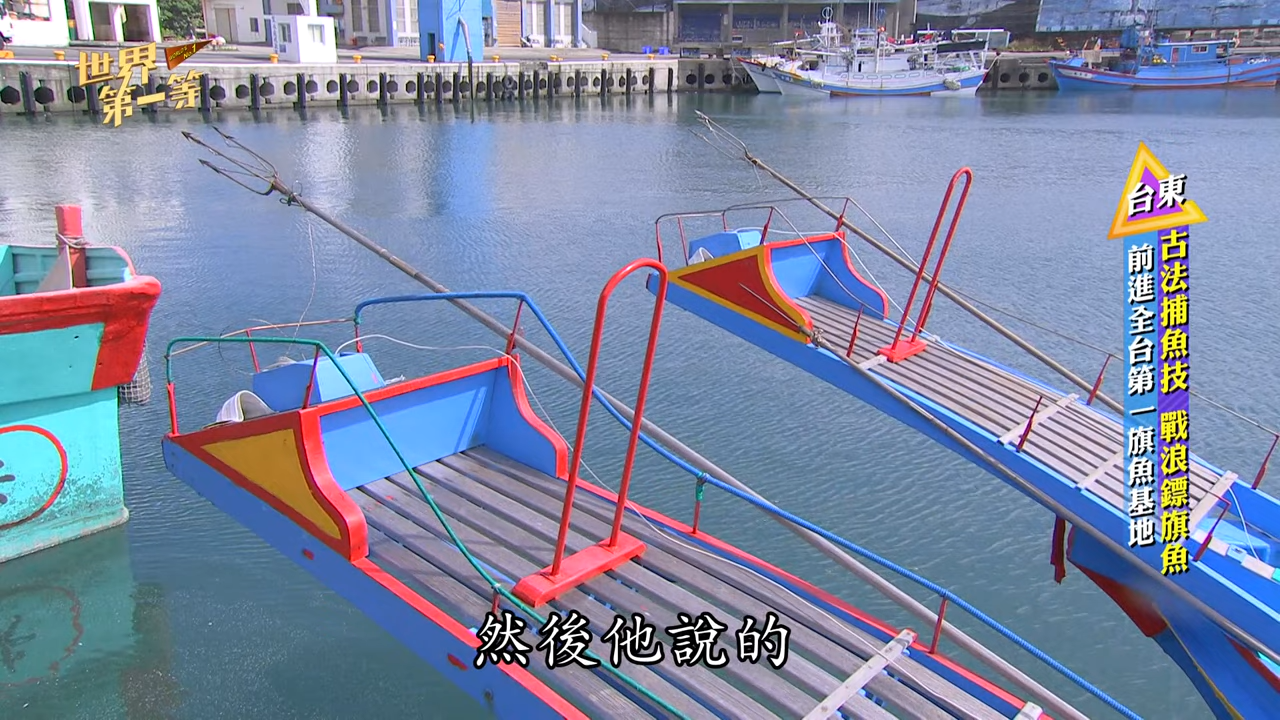 世界
第一等
台東
古法捕魚技 戰浪鏢旗魚
前進全台第一旗魚基地
然後他說的